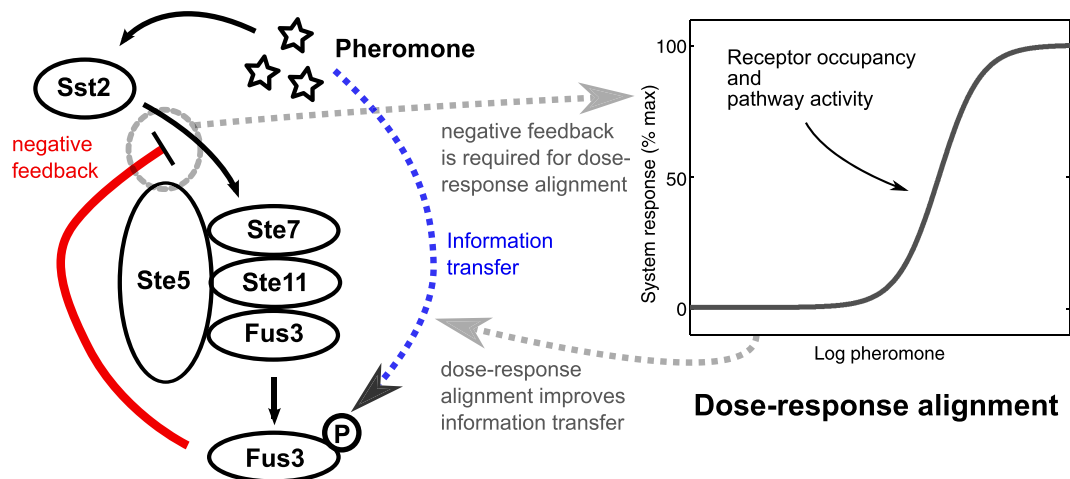 Pheromone
Sst2
negative
feedback
Ste5
Ste7
Ste11
Fus3
Fus3
P
Information
transfer
negative feedback
is required for dose-
response alignment
dose-response
alignment improves
information transfer
System response (% max)
100
50
0
Receptor occupancy
and
pathway activity
Log pheromone
Dose-response alignment